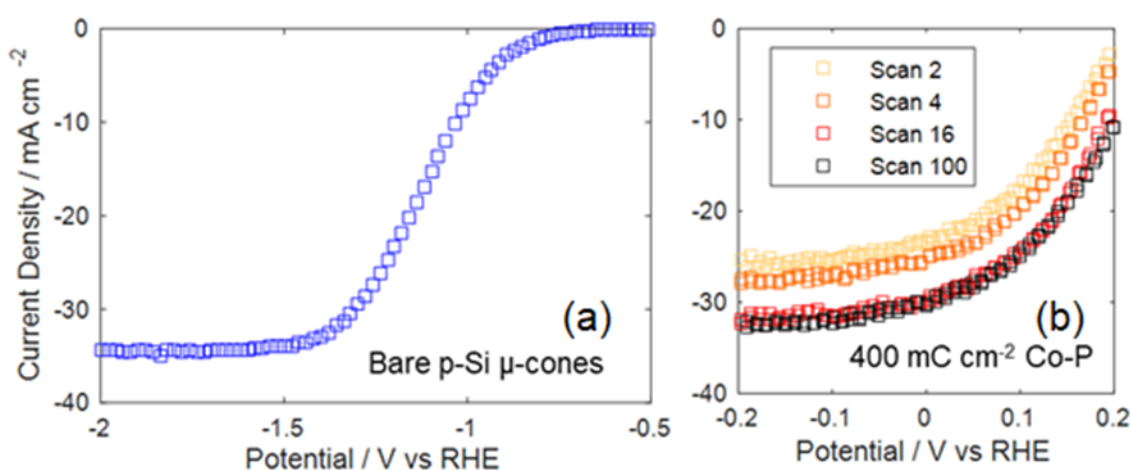 Current Density / mA cm⁻²
0
-10
-20
-30
-40
(a)
Bare p-Si µ-cones
-2
-1.5
-1
-0.5
Potential / V vs RHE
0
-10
-20
-30
-40
Scan 2
Scan 4
Scan 16
Scan 100
(b)
400 mC cm⁻² Co-P
-0.2
-0.1
0
0.1
0.2
Potential / V vs RHE